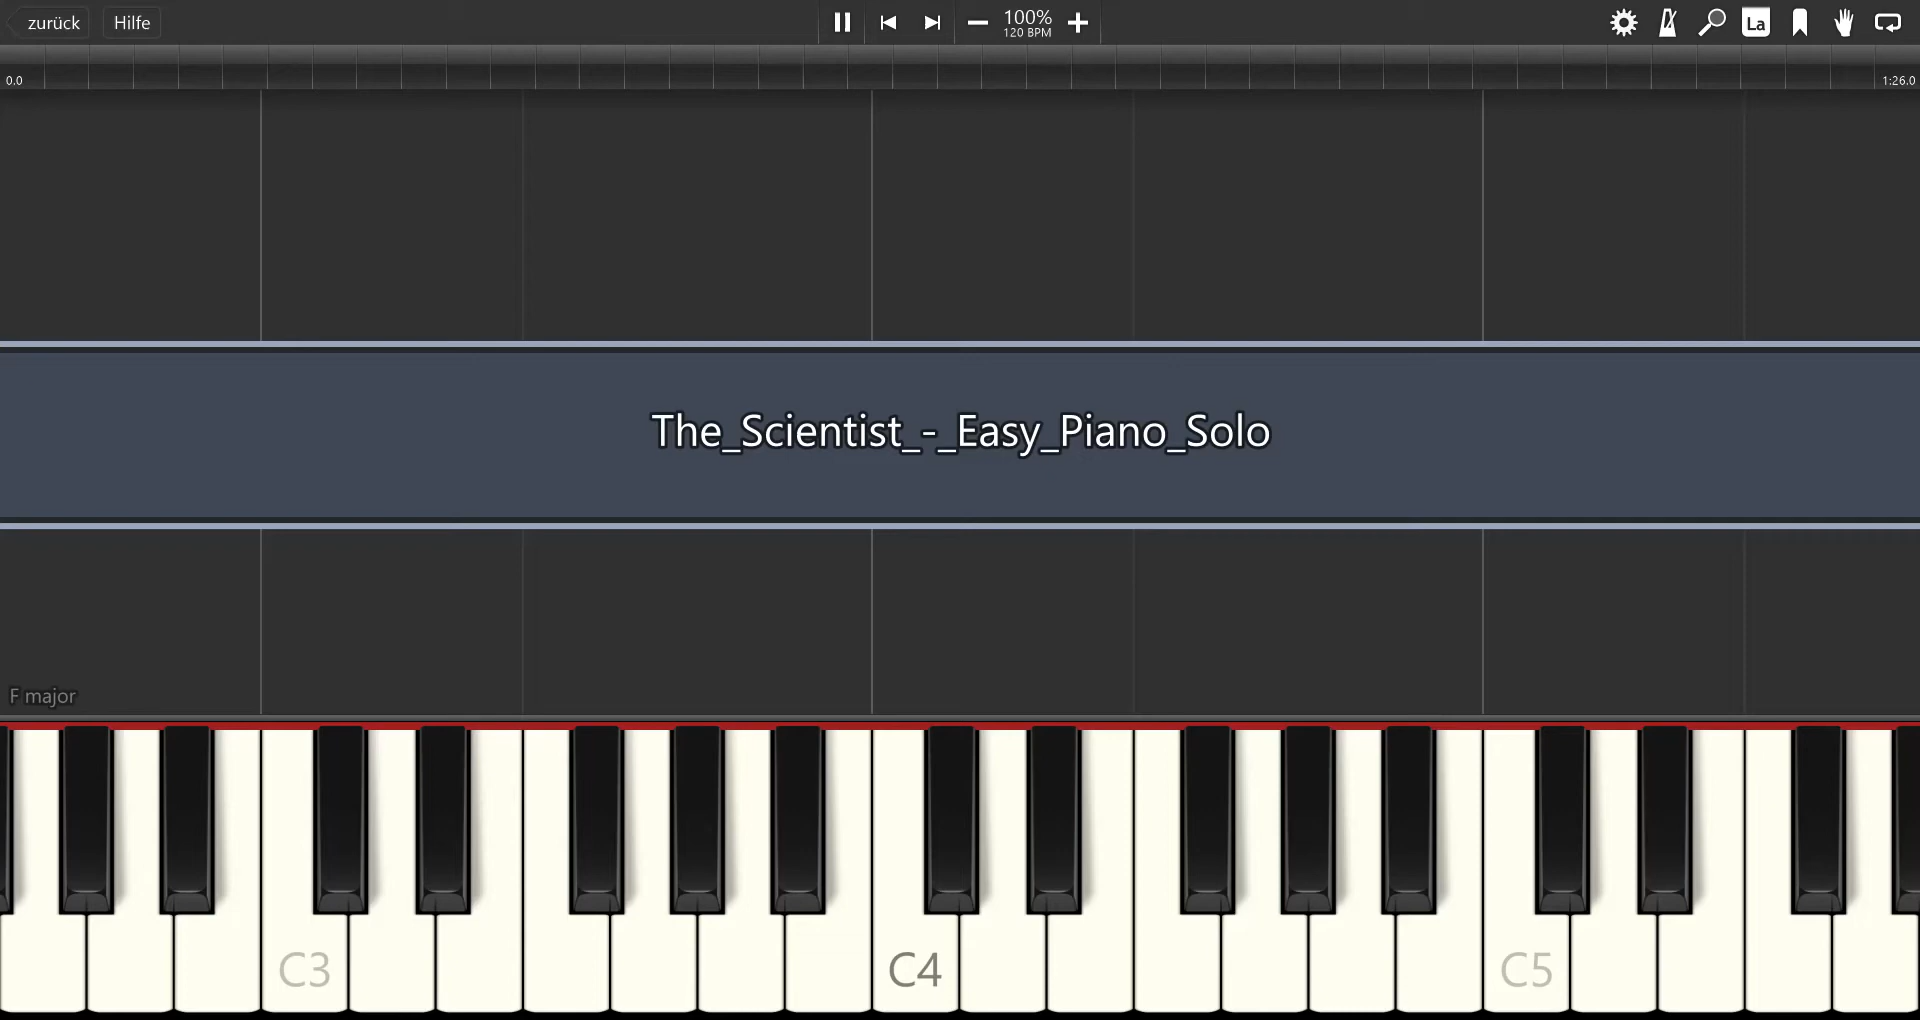 zurück Hilfe 100% La
120 BPM
0.0 1:26.0
The_Scientist_-_Easy_Piano_Solo
F major
C3 C4 C5